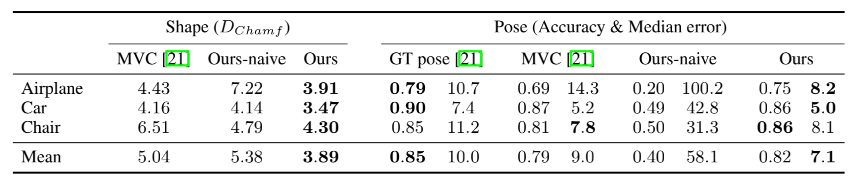 Shape (D_Chamf) Pose (Accuracy & Median error)
MVC [21] Ours-naive Ours GT pose [21] MVC [21] Ours-naive Ours
Airplane 4.43 7.22 3.91 0.79 10.7 0.69 14.3 0.20 100.2 0.75 8.2
Car 4.16 4.14 3.47 0.90 7.4 0.87 5.2 0.49 42.8 0.86 5.0
Chair 6.51 4.79 4.30 0.85 11.2 0.81 7.8 0.50 31.3 0.86 8.1
Mean 5.04 5.38 3.89 0.85 10.0 0.79 9.0 0.40 58.1 0.82 7.1